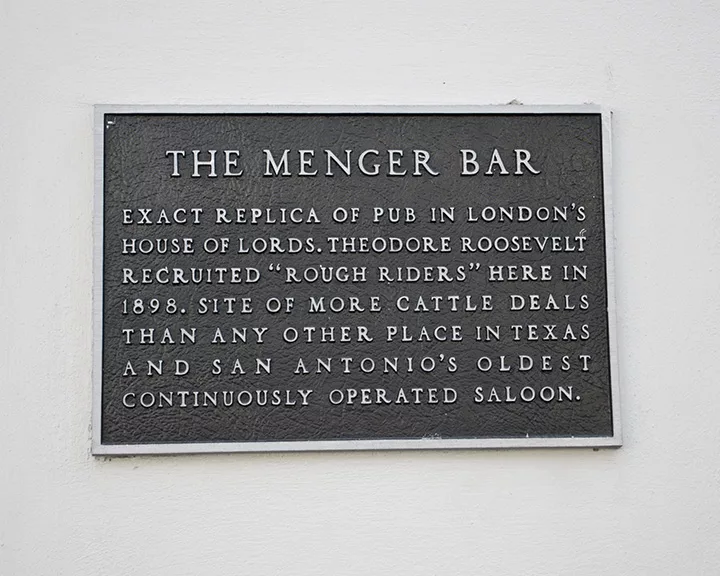 THE MENGER BAR
EXACT REPLICA OF PUB IN LONDON'S
HOUSE OF LORDS. THEODORE ROOSEVELT
RECRUITED "ROUGH RIDERS" HERE IN
1898. SITE OF MORE CATTLE DEALS
THAN ANY OTHER PLACE IN TEXAS
AND SAN ANTONIO'S OLDEST
CONTINUOUSLY OPERATED SALOON.